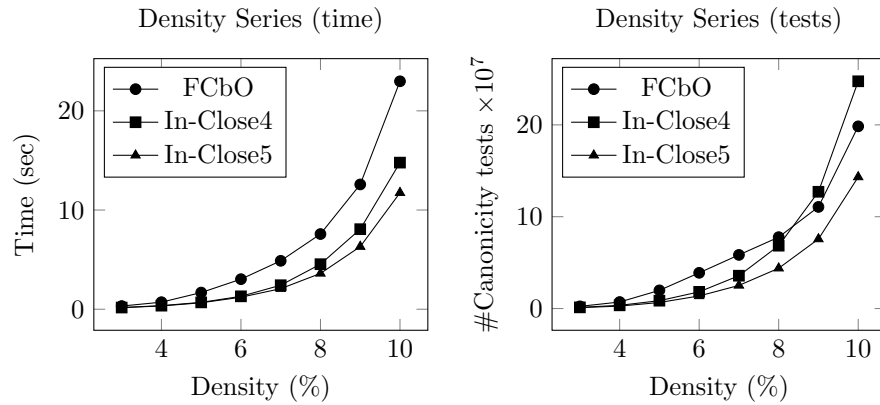 Density Series (time)
Time (sec)
20
10
0
4
6
8
10
Density (%)
FCbO
In-Close4
In-Close5
Density Series (tests)
#Canonicity tests ×10^7
20
10
0
4
6
8
10
Density (%)
FCbO
In-Close4
In-Close5